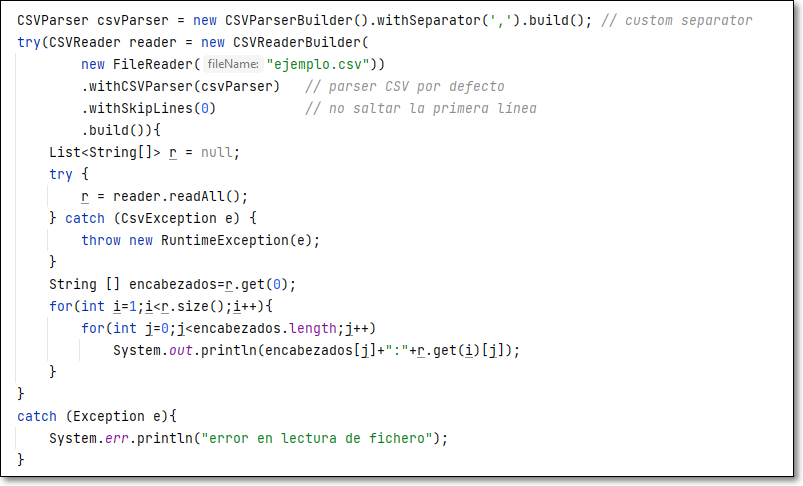 CSVParser csvParser = new CSVParserBuilder().withSeparator(',').build(); // custom separator
try(CSVReader reader = new CSVReaderBuilder(
        new FileReader( fileName: "ejemplo.csv"))
        .withCSVParser(csvParser)   // parser CSV por defecto
        .withSkipLines(0)           // no saltar la primera línea
        .build()){
    List<String[]> r = null;
    try {
        r = reader.readAll();
    } catch (CsvException e) {
        throw new RuntimeException(e);
    }
    String [] encabezados=r.get(0);
    for(int i=1;i<r.size();i++){
        for(int j=0;j<encabezados.length;j++)
            System.out.println(encabezados[j]+":"+r.get(i)[j]);
    }
}
catch (Exception e){
    System.err.println("error en lectura de fichero");
}